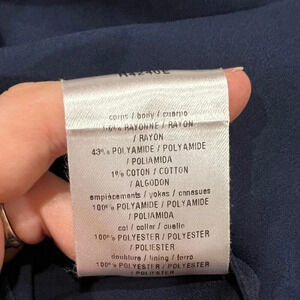 corps / body / cuerpo
56% RAYONNE / RAYON
/ RAYON
43% POLYAMIDE / POLYAMIDE
/ POLIAMIDA
1% COTON / COTTON
/ ALGODON
empiècements / yokes / canesues
100% POLYAMIDE / POLYAMIDE
/ POLIAMIDA
col / collar / cuello
100% POLYESTER / POLYESTER
/ POLIESTER
doublure / lining / forro
100% POLYESTER / POLYESTER
/ POLIESTER